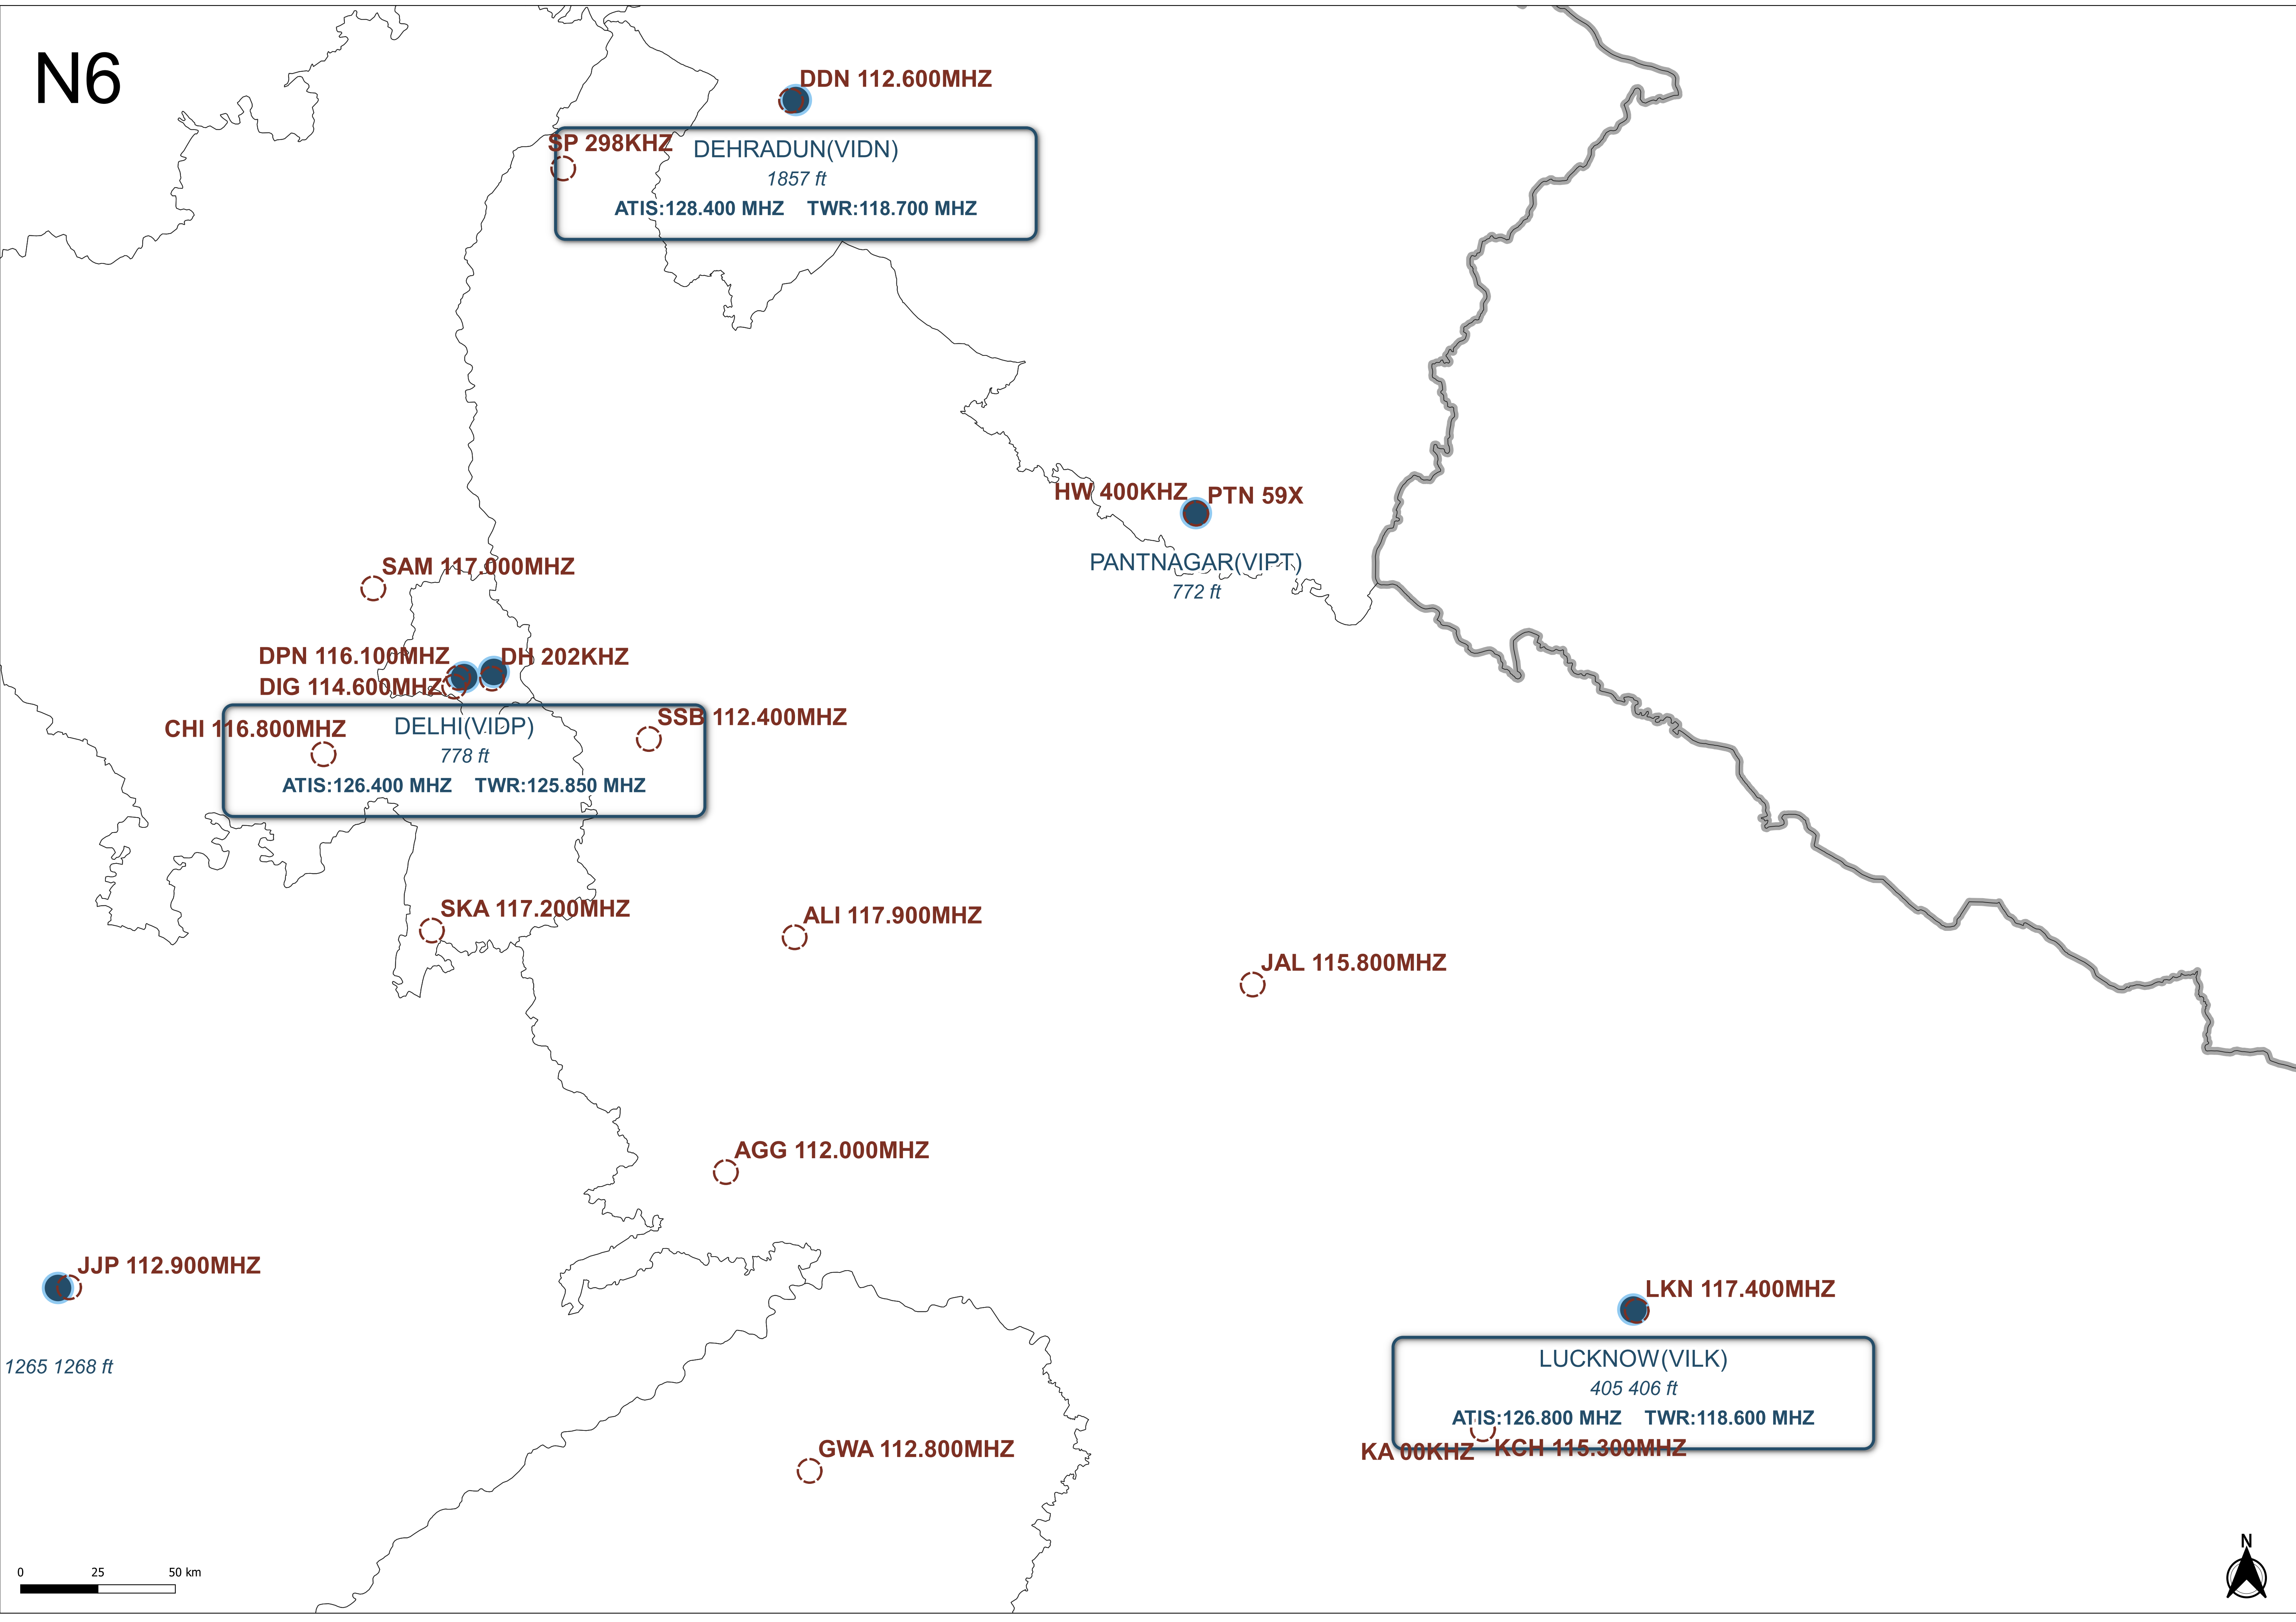 N6
DDN 112.600MHZ
SP 298KHZ
DEHRADUN(VIDN)
1857 ft
ATIS:128.400 MHZ TWR:118.700 MHZ
HW 400KHZ
PTN 59X
PANTNAGAR(VIPT)
772 ft
SAM 117.000MHZ
DPN 116.100MHZ
DH 202KHZ
DIG 114.600MHZ
SSB 112.400MHZ
CHI 116.800MHZ
DELHI(VIDP)
778 ft
ATIS:126.400 MHZ TWR:125.850 MHZ
SKA 117.200MHZ
ALI 117.900MHZ
JAL 115.800MHZ
AGG 112.000MHZ
JJP 112.900MHZ
1265 1268 ft
LKN 117.400MHZ
LUCKNOW(VILK)
405 406 ft
ATIS:126.800 MHZ TWR:118.600 MHZ
KA 00KHZ
KCH 115.300MHZ
GWA 112.800MHZ
N
0 25 50 km